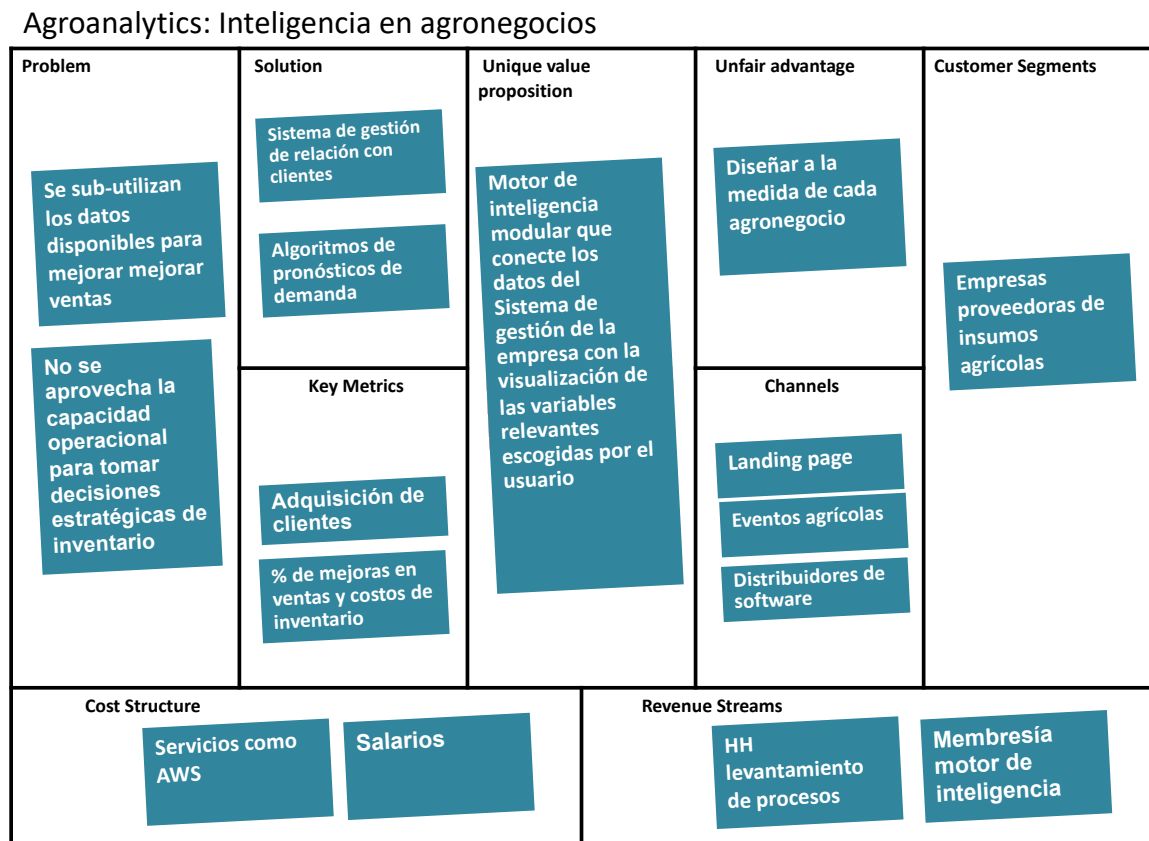 Agroanalytics: Inteligencia en agronegocios
Problem
Se sub-utilizan
los datos
disponibles para
mejorar mejorar
ventas
No se
aprovecha la
capacidad
operacional
para tomar
decisiones
estratégicas de
inventario
Solution
Sistema de gestión
de relación con
clientes
Algoritmos de
pronósticos de
demanda
Key Metrics
Adquisición de
clientes
% de mejoras en
ventas y costos de
inventario
Unique value
proposition
Motor de
inteligencia
modular que
conecte los
datos del
Sistema de
gestión de la
empresa con la
visualización de
las variables
relevantes
escogidas por el
usuario
Unfair advantage
Diseñar a la
medida de cada
agronegocio
Channels
Landing page
Eventos agrícolas
Distribuidores de
software
Customer Segments
Empresas
proveedoras de
insumos
agrícolas
Cost Structure
Servicios como
AWS
Salarios
Revenue Streams
HH
levantamiento
de procesos
Membresía
motor de
inteligencia